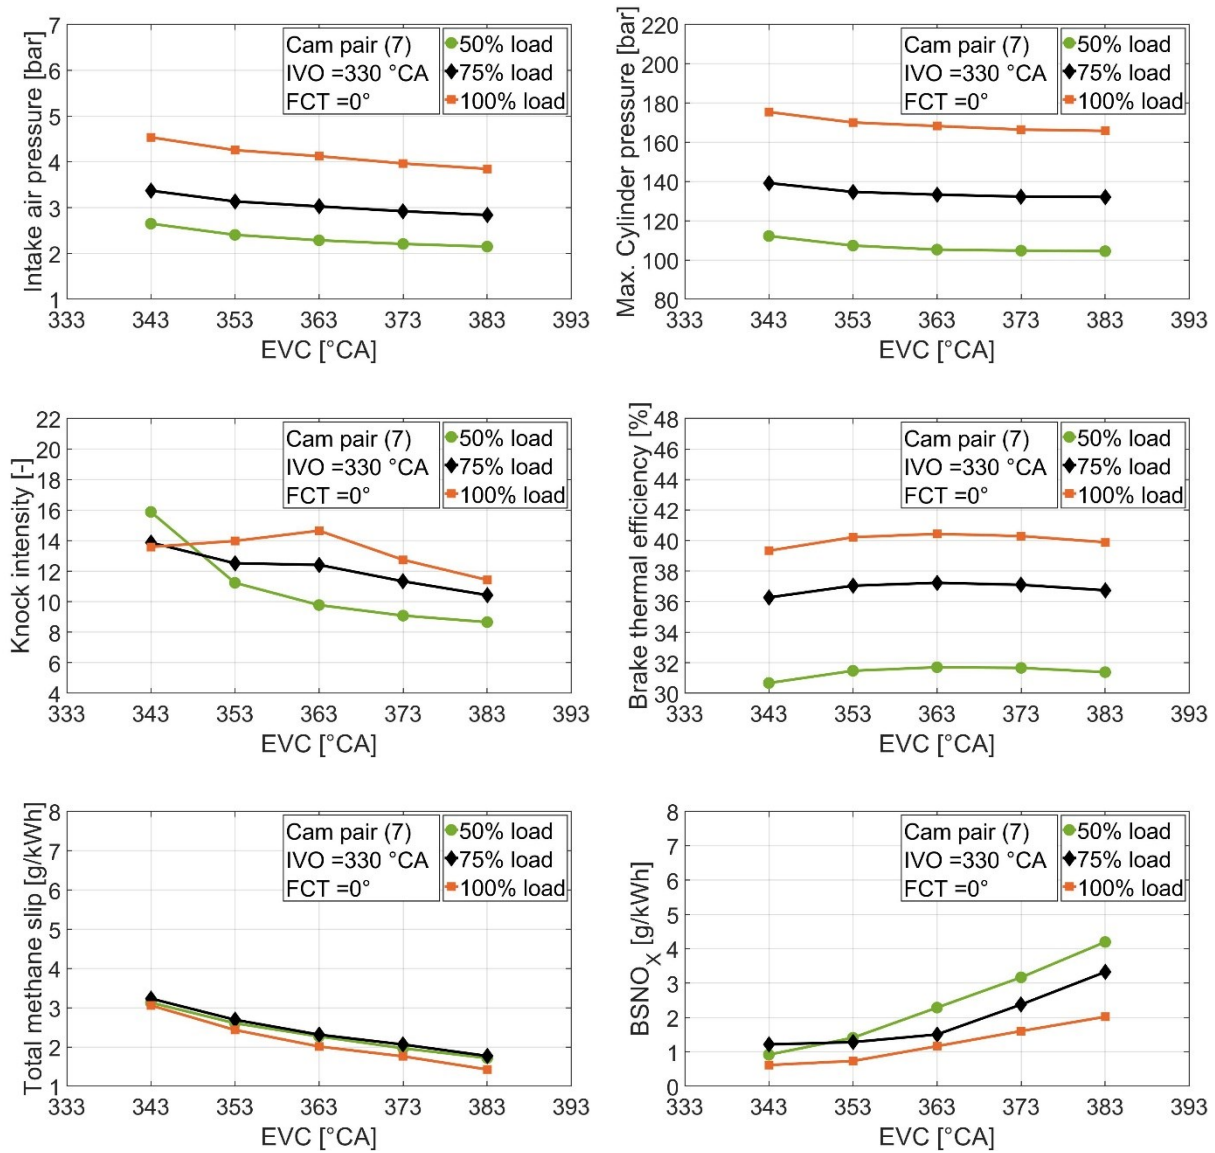 Intake air pressure [bar]
7
6
5
4
3
2
1
Cam pair (7)
IVO =330 °CA
FCT =0°
50% load
75% load
100% load
333 343 353 363 373 383 393
EVC [°CA]
Max. Cylinder pressure [bar]
220
200
180
160
140
120
100
80
Cam pair (7)
IVO =330 °CA
FCT =0°
50% load
75% load
100% load
333 343 353 363 373 383 393
EVC [°CA]
Knock intensity [-]
22
20
18
16
14
12
10
8
6
4
Cam pair (7)
IVO =330 °CA
FCT =0°
50% load
75% load
100% load
333 343 353 363 373 383 393
EVC [°CA]
Brake thermal efficiency [%]
48
46
44
42
40
38
36
34
32
30
Cam pair (7)
IVO =330 °CA
FCT =0°
50% load
75% load
100% load
333 343 353 363 373 383 393
EVC [°CA]
Total methane slip [g/kWh]
8
7
6
5
4
3
2
1
Cam pair (7)
IVO =330 °CA
FCT =0°
50% load
75% load
100% load
333 343 353 363 373 383 393
EVC [°CA]
BSNOX [g/kWh]
8
7
6
5
4
3
2
1
0
Cam pair (7)
IVO =330 °CA
FCT =0°
50% load
75% load
100% load
333 343 353 363 373 383 393
EVC [°CA]